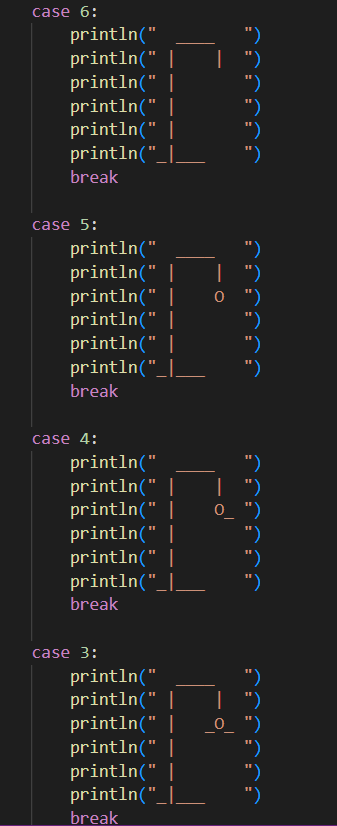 case 6:
    println("  ____   ")
    println(" |    |  ")
    println(" |       ")
    println(" |       ")
    println(" |       ")
    println("_|___    ")
    break

case 5:
    println("  ____   ")
    println(" |    |  ")
    println(" |    O  ")
    println(" |       ")
    println(" |       ")
    println("_|___    ")
    break

case 4:
    println("  ____   ")
    println(" |    |  ")
    println(" |    O_ ")
    println(" |       ")
    println(" |       ")
    println("_|___    ")
    break

case 3:
    println("  ____   ")
    println(" |    |  ")
    println(" |   _O_ ")
    println(" |       ")
    println(" |       ")
    println("_|___    ")
    break